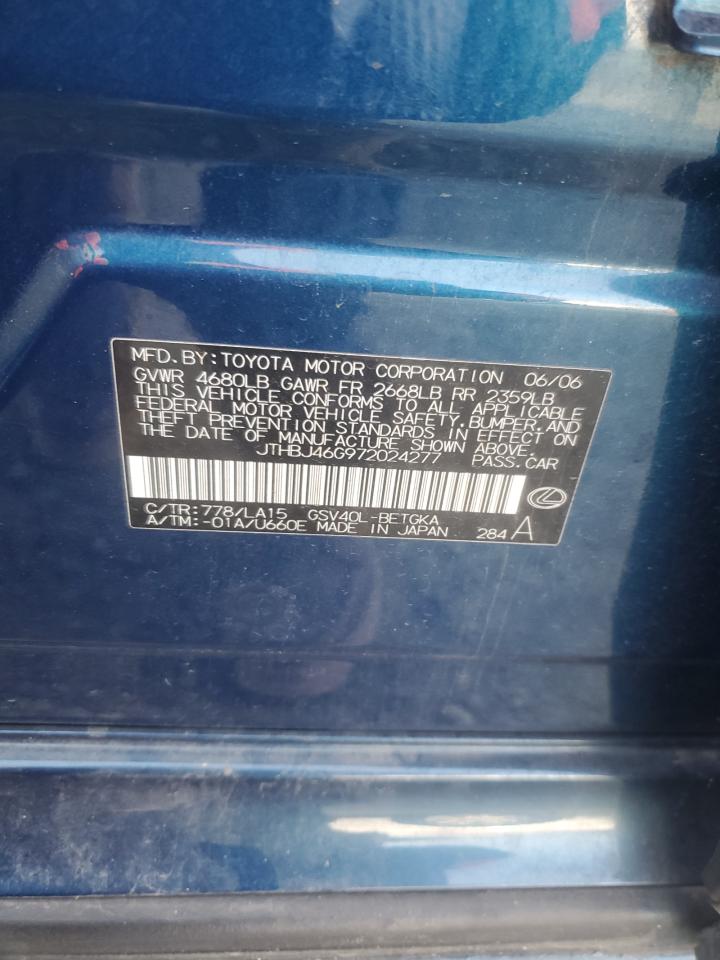 MFD.BY:TOYOTA MOTOR CORPORATION 06/06
GVWR 4680LB GAWR FR 2668LB RR 2359LB
THIS VEHICLE CONFORMS TO ALL APPLICABLE
FEDERAL MOTOR VEHICLE SAFETY,BUMPER,AND
THEFT PREVENTION STANDARDS IN EFFECT ON
THE DATE OF MANUFACTURE SHOWN ABOVE.
JTHBJ46G972024277 PASS.CAR
C/TR:778/LA15 GSV40L-BETGKA
A/TM:-01A/U660E MADE IN JAPAN 284 A